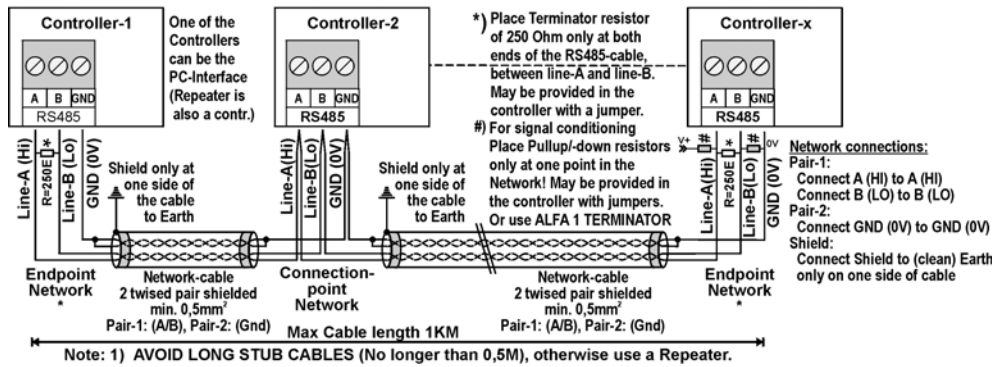 Controller-1
A B GND
RS485
One of the
Controllers
can be the
PC-Interface
(Repeater is
also a contr.)
Controller-2
A B GND
RS485
*) Place Terminator resistor
of 250 Ohm only at both
ends of the RS485-cable,
between line-A and line-B.
May be provided in the
controller with a jumper.
#) For signal conditioning
Place Pullup/-down resistors
only at one point in the
Network! May be provided in
the controller with jumpers.
Or use ALFA 1 TERMINATOR
Controller-x
A B GND
RS485
Line-A (Hi)
R=250E *
Line-B (Lo)
GND (0V)
Shield only at
one side of
the cable
to Earth
Line-A(Hi)
Line-B(Lo)
GND (0V)
Shield only at
one side of
the cable
to Earth
V+ # # 0V
Line-A(Hi)
R=250E *
Line-B(Lo)
GND (0V)
Network connections:
Pair-1:
Connect A (HI) to A (HI)
Connect B (LO) to B (LO)
Pair-2:
Connect GND (0V) to GND (0V)
Shield:
Connect Shield to (clean) Earth
only on one side of cable
Endpoint
Network
*
Network-cable
2 twised pair shielded
min. 0,5mm²
Pair-1: (A/B), Pair-2: (Gnd)
Connection-
point
Network
Network-cable
2 twised pair shielded
min. 0,5mm²
Pair-1: (A/B), Pair-2: (Gnd)
Endpoint
Network
*
Max Cable length 1KM
Note: 1) AVOID LONG STUB CABLES (No longer than 0,5M), otherwise use a Repeater.